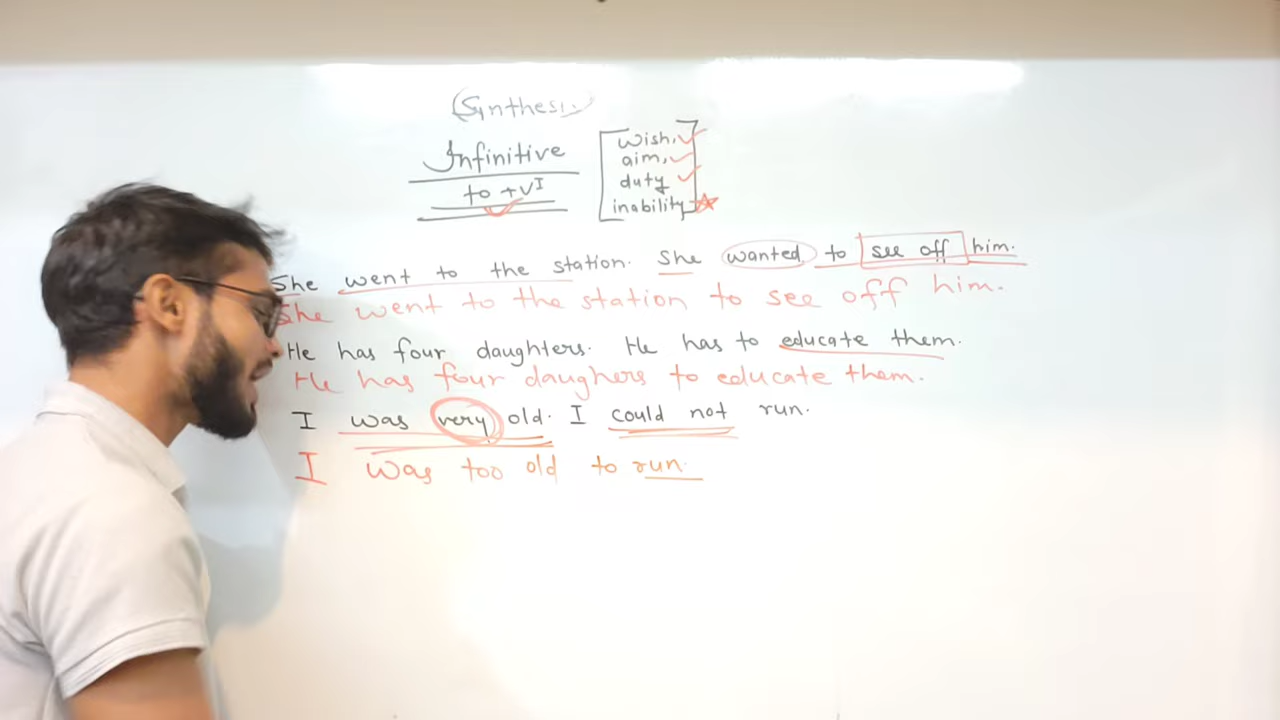 (Synthesis)
Infinitive
to + V¹
wish,
aim,
duty
inability
She went to the station. She wanted to see off him.
She went to the station to see off him.
He has four daughters. He has to educate them.
He has four daughers to educate them.
I was very old. I could not run.
I was too old to run.